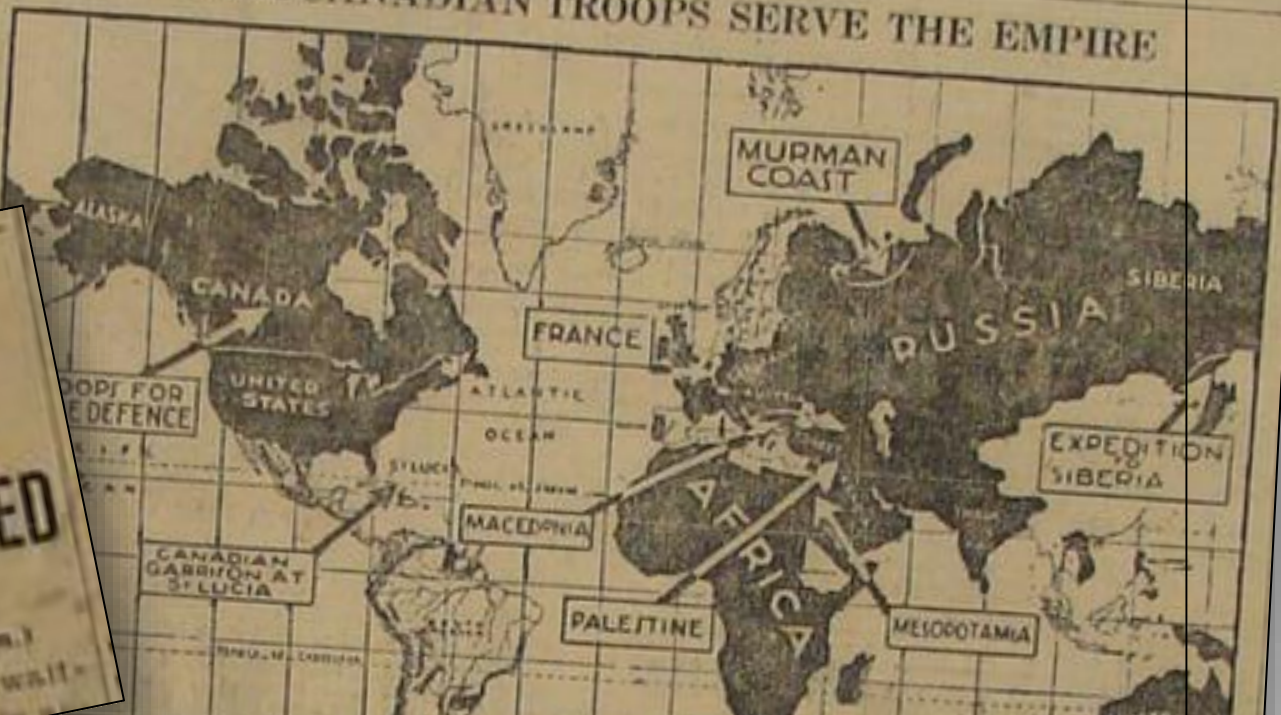 CANADIAN TROOPS SERVE THE EMPIRE
MURMAN
COAST
ALASKA
CANADA
SIBERIA
RUSSIA
FRANCE
OOPS FOR
E DEFENCE
UNITED
STATES
ATLANTIC
OCEAN
EXPEDITION
TO
SIBERIA
ST LUCIA
MACEDONIA
AFRICA
CANADIAN
GARRISON AT
ST LUCIA
PALESTINE
MESOPOTAMIA
ED